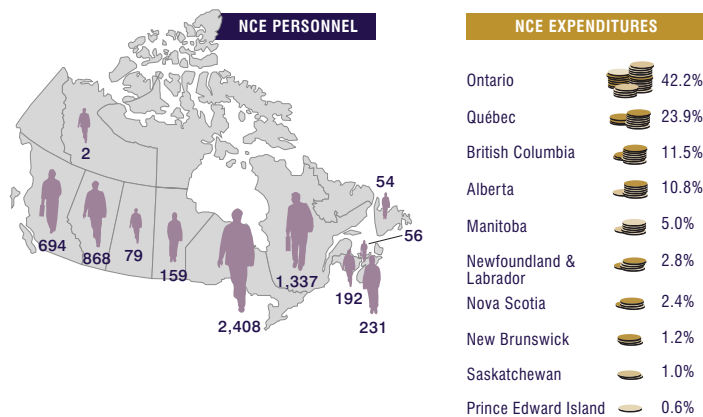 NCE PERSONNEL
2
694
868
79
159
2,408
1,337
54
56
192
231
NCE EXPENDITURES
Ontario 42.2%
Québec 23.9%
British Columbia 11.5%
Alberta 10.8%
Manitoba 5.0%
Newfoundland &
Labrador 2.8%
Nova Scotia 2.4%
New Brunswick 1.2%
Saskatchewan 1.0%
Prince Edward Island 0.6%